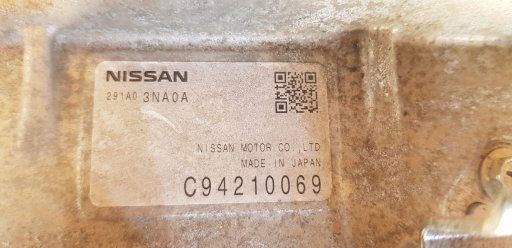 NISSAN
291A0 3NA0A
NISSAN MOTOR CO.,LTD
MADE IN JAPAN
C94210069